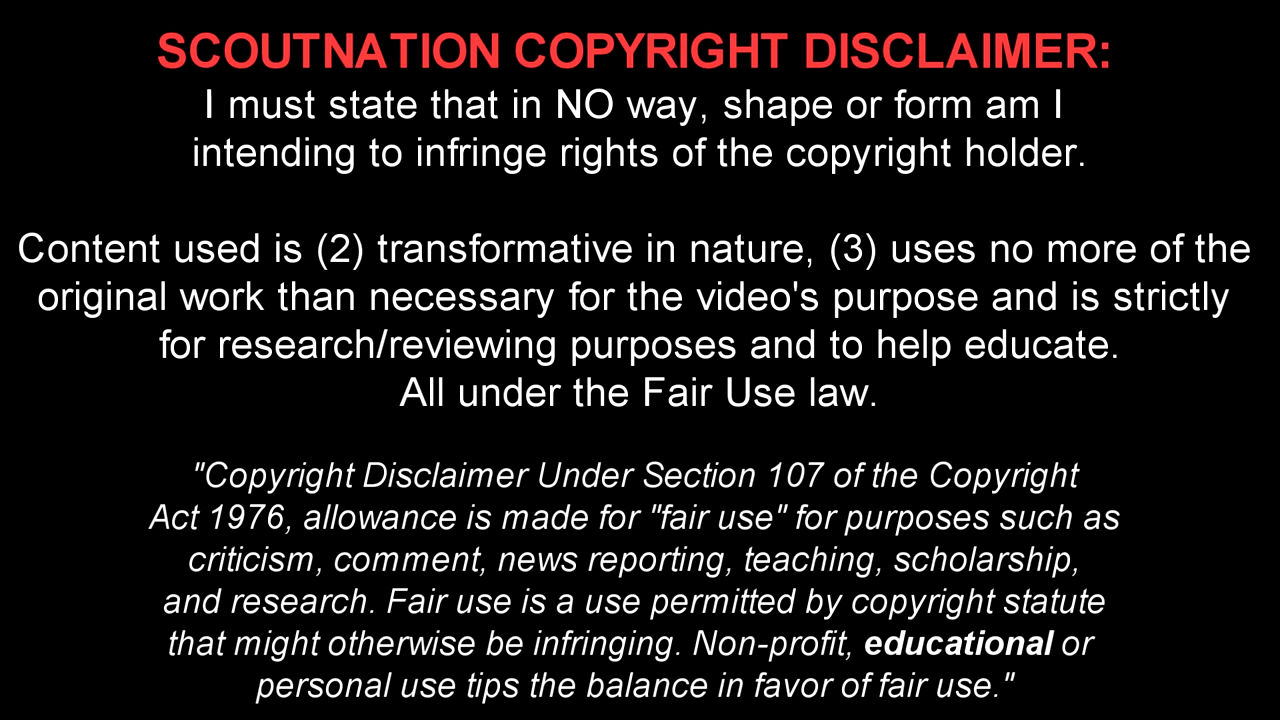 SCOUTNATION COPYRIGHT DISCLAIMER:
I must state that in NO way, shape or form am I
intending to infringe rights of the copyright holder.
Content used is (2) transformative in nature, (3) uses no more of the
original work than necessary for the video's purpose and is strictly
for research/reviewing purposes and to help educate.
All under the Fair Use law.
"Copyright Disclaimer Under Section 107 of the Copyright
Act 1976, allowance is made for "fair use" for purposes such as
criticism, comment, news reporting, teaching, scholarship,
and research. Fair use is a use permitted by copyright statute
that might otherwise be infringing. Non-profit, educational or
personal use tips the balance in favor of fair use."